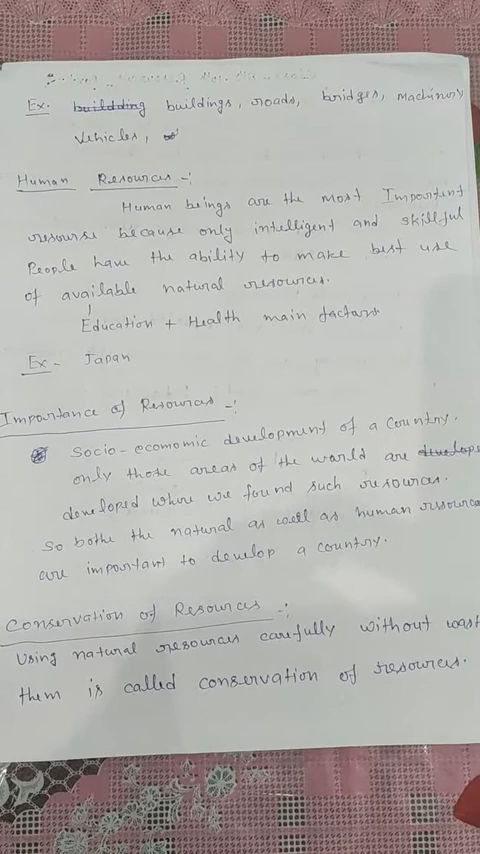 Ex. buildding buildings, roads, bridges, machinery
Vehicles,
Human Resources -:
Human beings are the most Important
resourse because only intelligent and skillful
People have the ability to make best use
of available natural resources.
Education + Health main factors
Ex - Japan
Importance of Resources -:
Socio-ecomomic development of a country.
only those areas of the world are develope
developed where we found such resources.
So bothe the natural as well as human resource
are important to develop a country.
Conservation of Resources -:
Using natural resources carefully without wast
them is called conservation of resources.